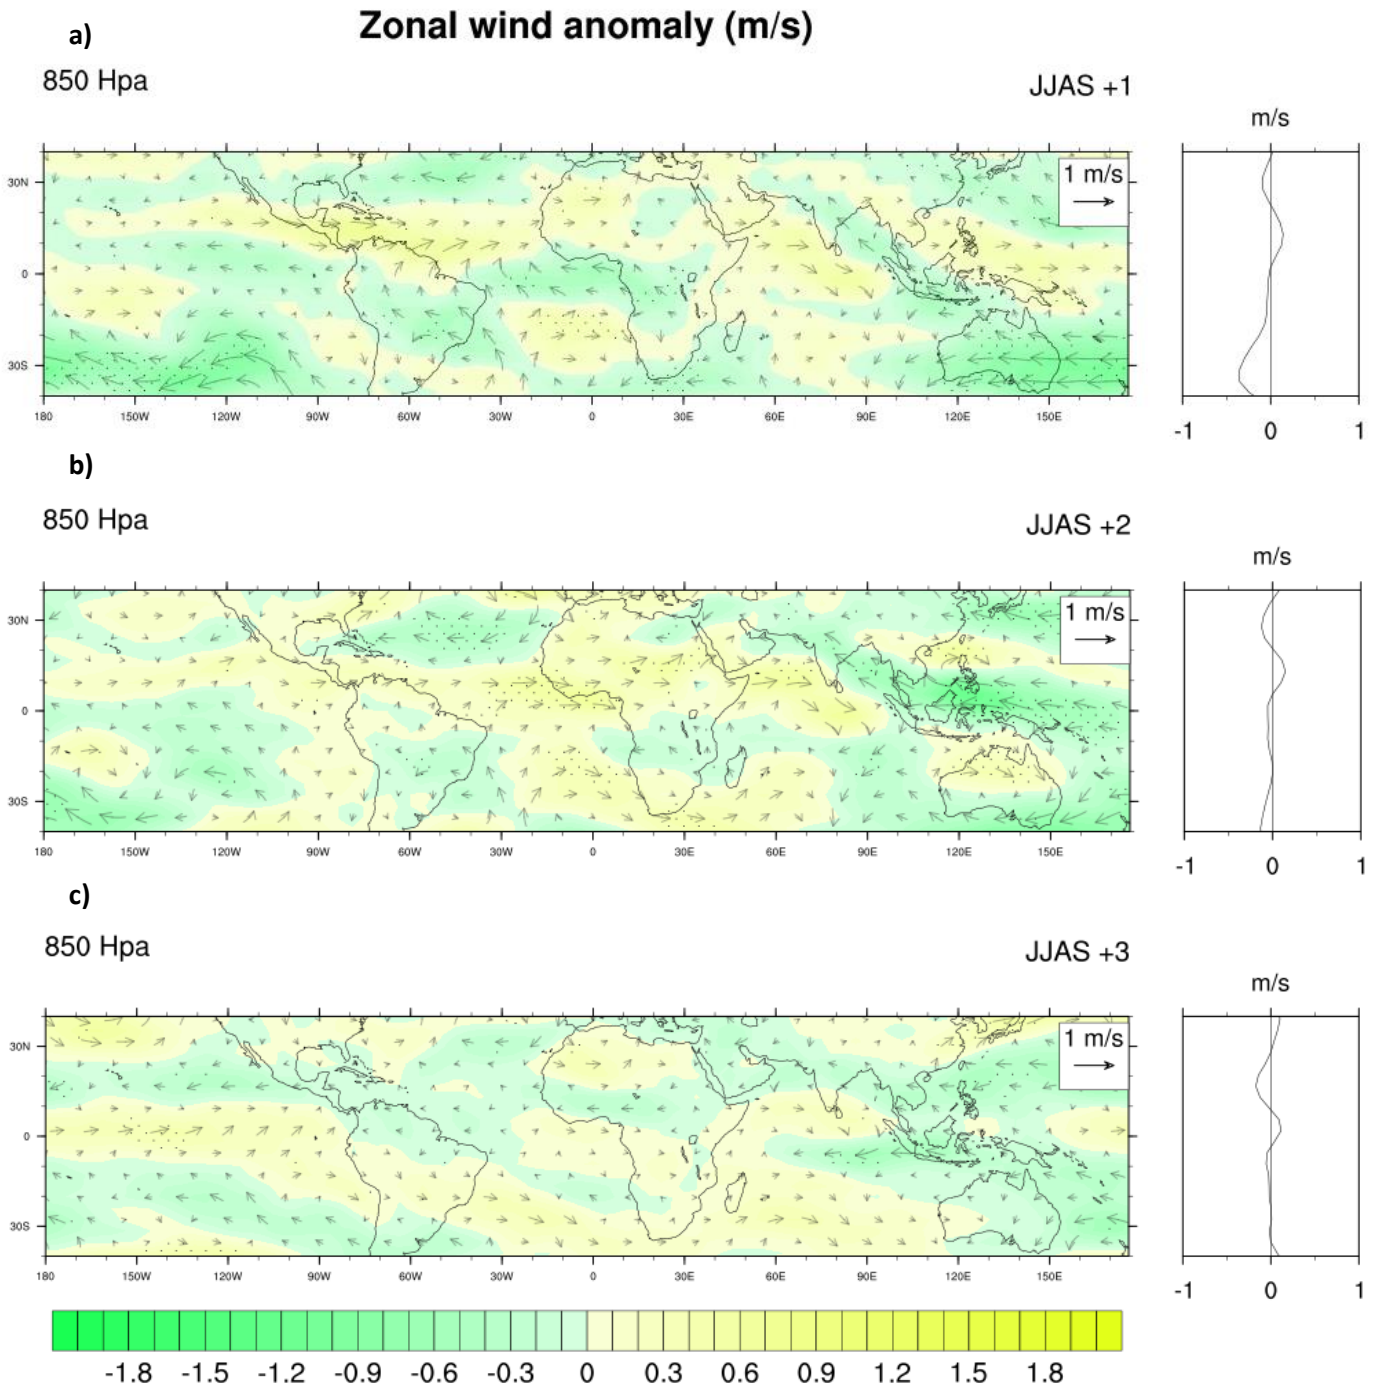 Zonal wind anomaly (m/s)
a)
850 Hpa
JJAS +1
m/s
1 m/s
30N
0
30S
180 150W 120W 90W 60W 30W 0 30E 60E 90E 120E 150E
-1 0 1
b)
850 Hpa
JJAS +2
m/s
1 m/s
30N
0
30S
180 150W 120W 90W 60W 30W 0 30E 60E 90E 120E 150E
-1 0 1
c)
850 Hpa
JJAS +3
m/s
1 m/s
30N
0
30S
180 150W 120W 90W 60W 30W 0 30E 60E 90E 120E 150E
-1 0 1
-1.8 -1.5 -1.2 -0.9 -0.6 -0.3 0 0.3 0.6 0.9 1.2 1.5 1.8